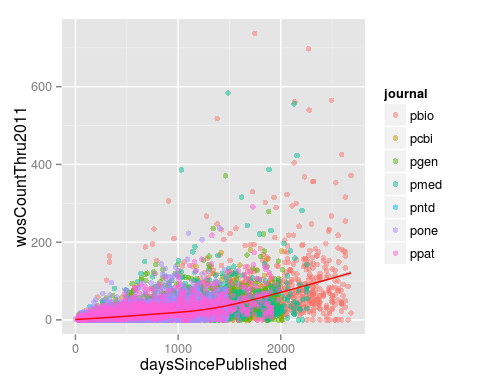 wosCountThru2011
600
400
200
0
0
1000
2000
daysSincePublished
journal
pbio
pcbi
pgen
pmed
pntd
pone
ppat